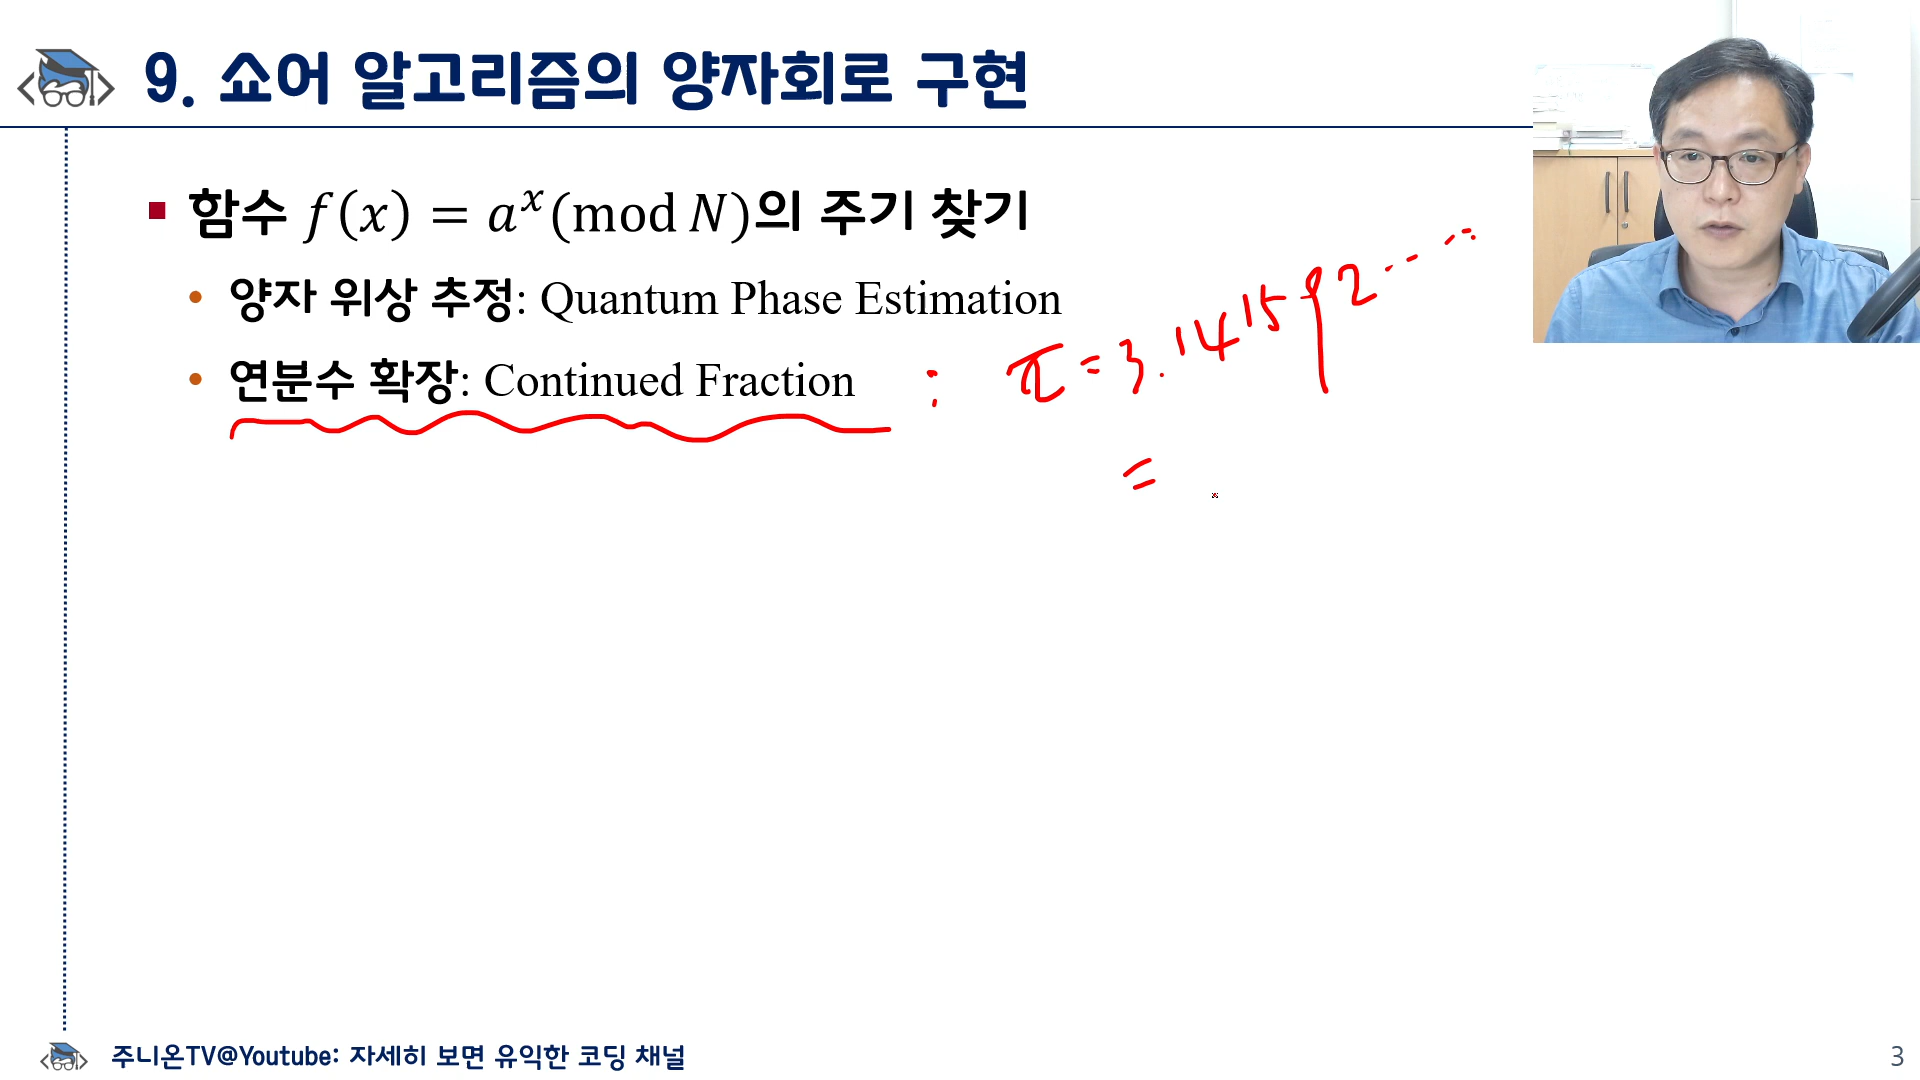 9. 쇼어 알고리즘의 양자회로 구현
함수 f(x) = a^x(mod N)의 주기 찾기
양자 위상 추정: Quantum Phase Estimation
연분수 확장: Continued Fraction : π = 3.141592.....
=
주니온TV@Youtube: 자세히 보면 유익한 코딩 채널
3